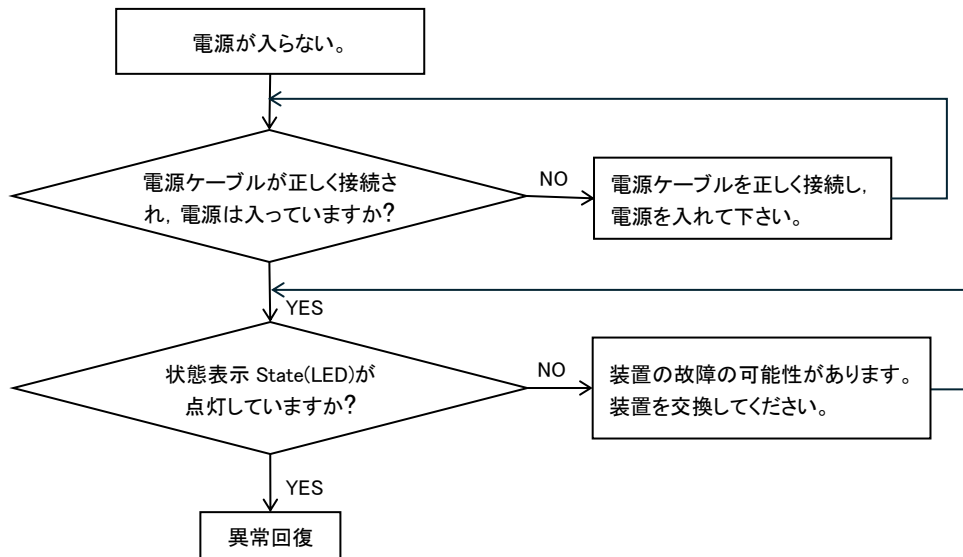 電源が入らない。
電源ケーブルが正しく接続さ
れ，電源は入っていますか？
NO
電源ケーブルを正しく接続し，
電源を入れて下さい。
YES
状態表示 State(LED)が
点灯していますか？
NO
装置の故障の可能性があります。
装置を交換してください。
YES
異常回復